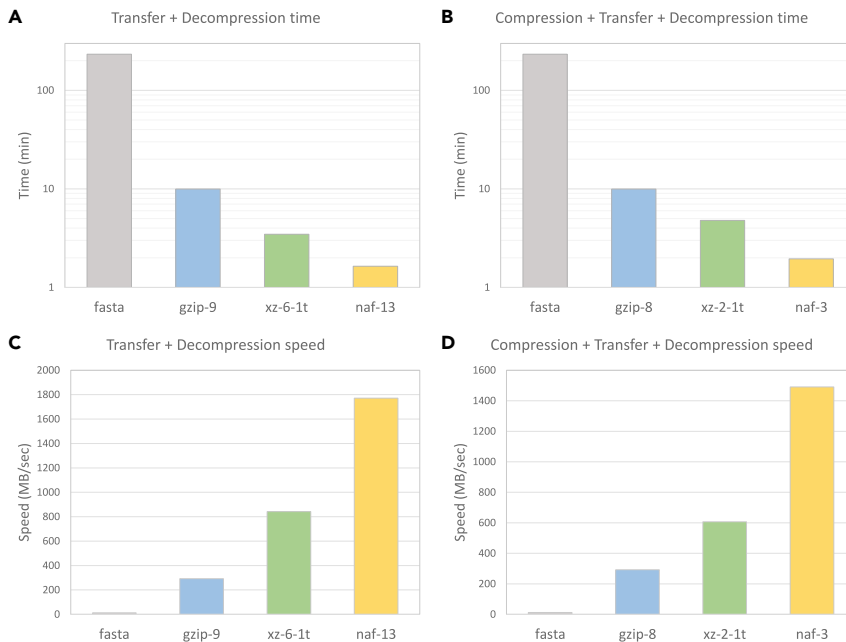 A
Transfer + Decompression time
Time (min)
100
10
1
fasta
gzip-9
xz-6-1t
naf-13
B
Compression + Transfer + Decompression time
Time (min)
100
10
1
fasta
gzip-8
xz-2-1t
naf-3
C
Transfer + Decompression speed
Speed (MB/sec)
2000
1800
1600
1400
1200
1000
800
600
400
200
0
fasta
gzip-9
xz-6-1t
naf-13
D
Compression + Transfer + Decompression speed
Speed (MB/sec)
1600
1400
1200
1000
800
600
400
200
0
fasta
gzip-8
xz-2-1t
naf-3